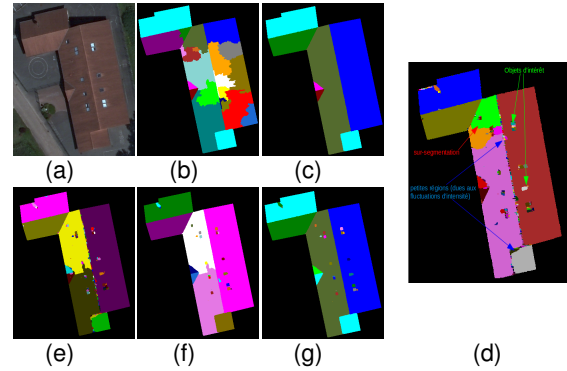 (a)
(b)
(c)
Objets d'intérêt
sur-segmentation
petites régions (dues aux
fluctuations d'intensité)
(e)
(f)
(g)
(d)